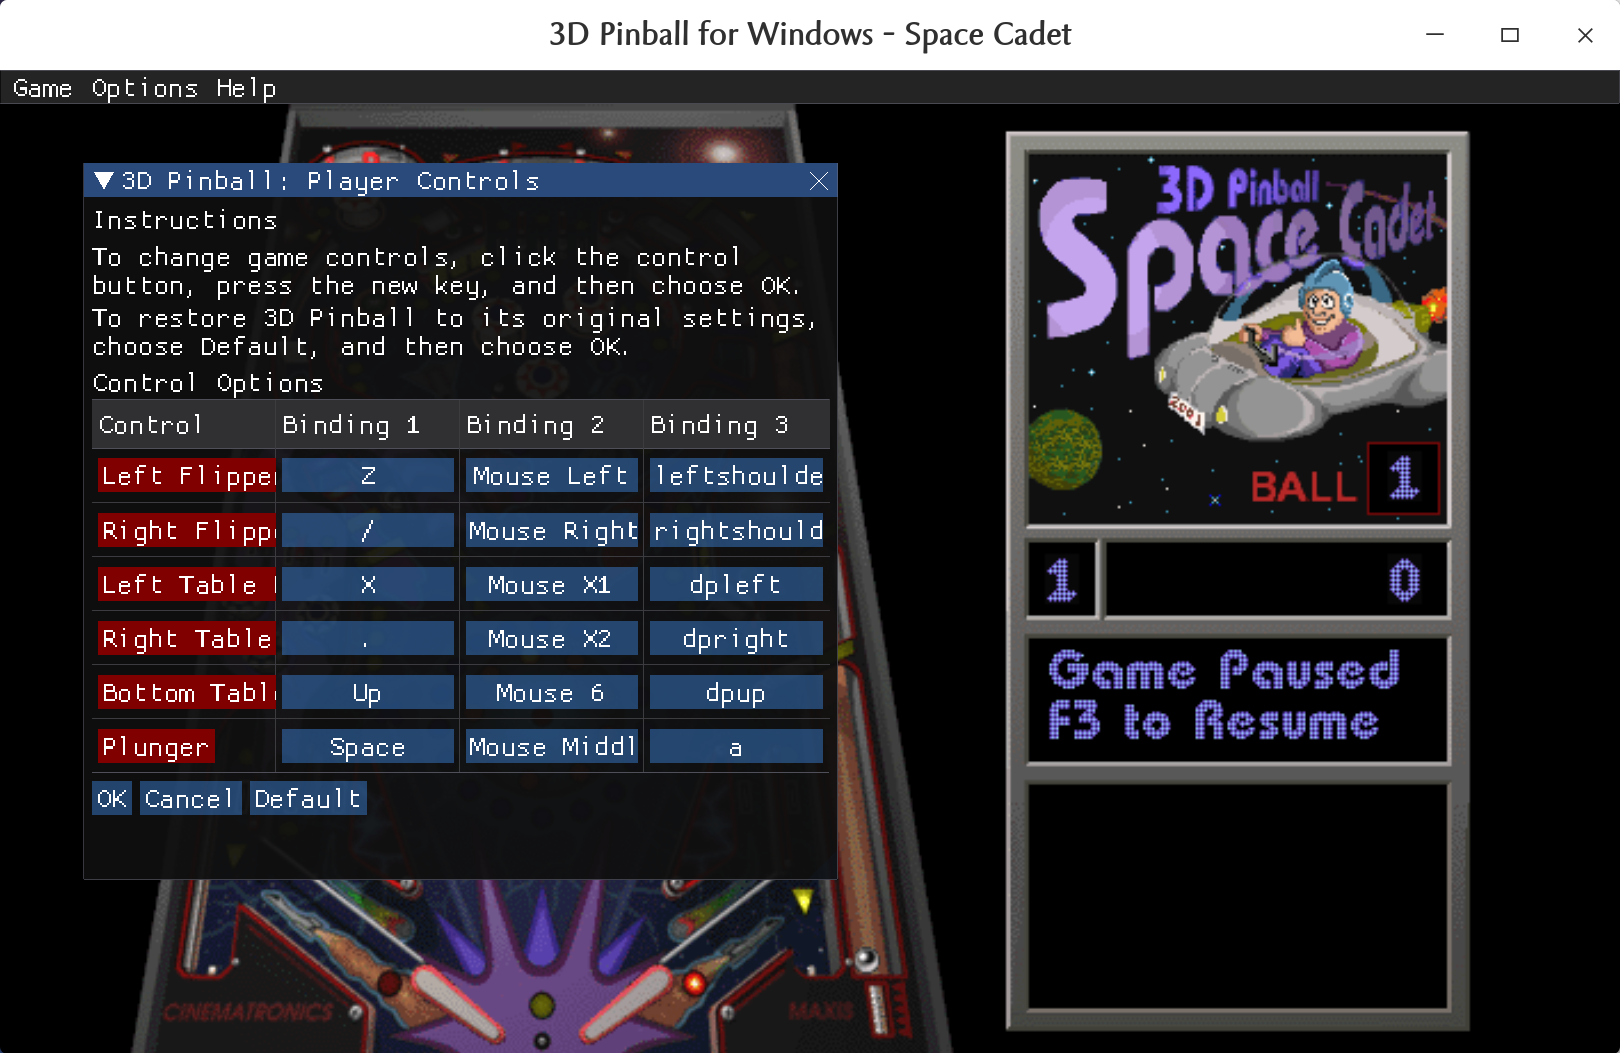 3D Pinball for Windows - Space Cadet
Game Options Help
3D Pinball: Player Controls
Instructions
To change game controls, click the control
button, press the new key, and then choose OK.
To restore 3D Pinball to its original settings,
choose Default, and then choose OK.
Control Options
Control Binding 1 Binding 2 Binding 3
Left Flippe Z Mouse Left leftshoulde
Right Flipp / Mouse Right rightshould
Left Table X Mouse X1 dpleft
Right Table . Mouse X2 dpright
Bottom Tabl Up Mouse 6 dpup
Plunger Space Mouse Middl a
OK Cancel Default
CINEMATRONICS
MAXIS
3D Pinball
Space Cadet
2001
BALL 1
1 0
Game Paused
F3 to Resume